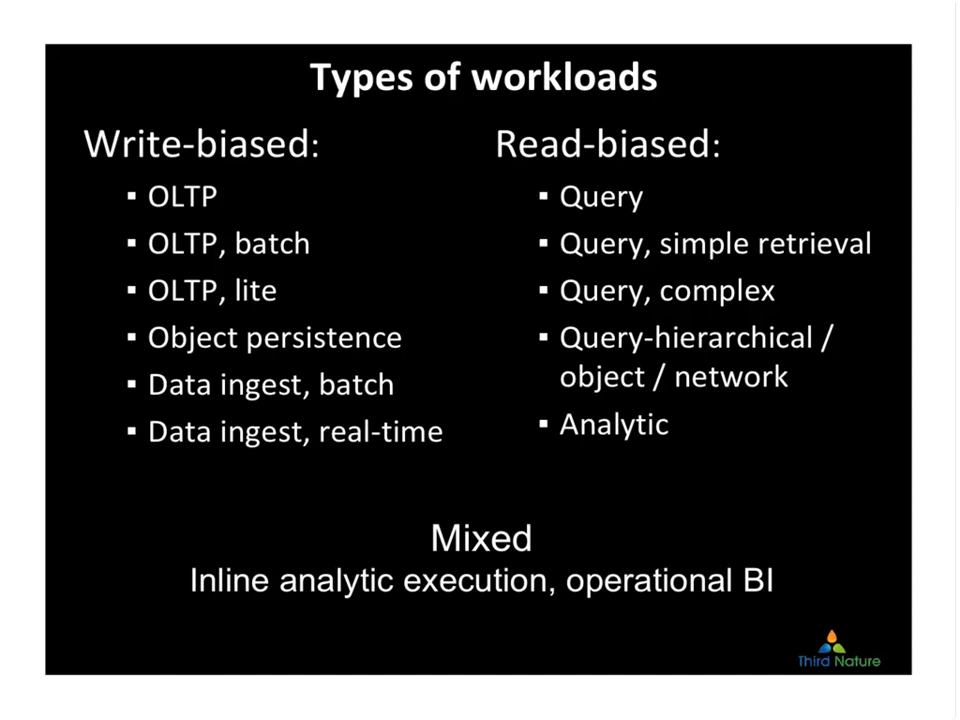 Types of workloads
Write-biased:
▪ OLTP
▪ OLTP, batch
▪ OLTP, lite
▪ Object persistence
▪ Data ingest, batch
▪ Data ingest, real-time
Read-biased:
▪ Query
▪ Query, simple retrieval
▪ Query, complex
▪ Query-hierarchical /
object / network
▪ Analytic
Mixed
Inline analytic execution, operational BI
Third Nature